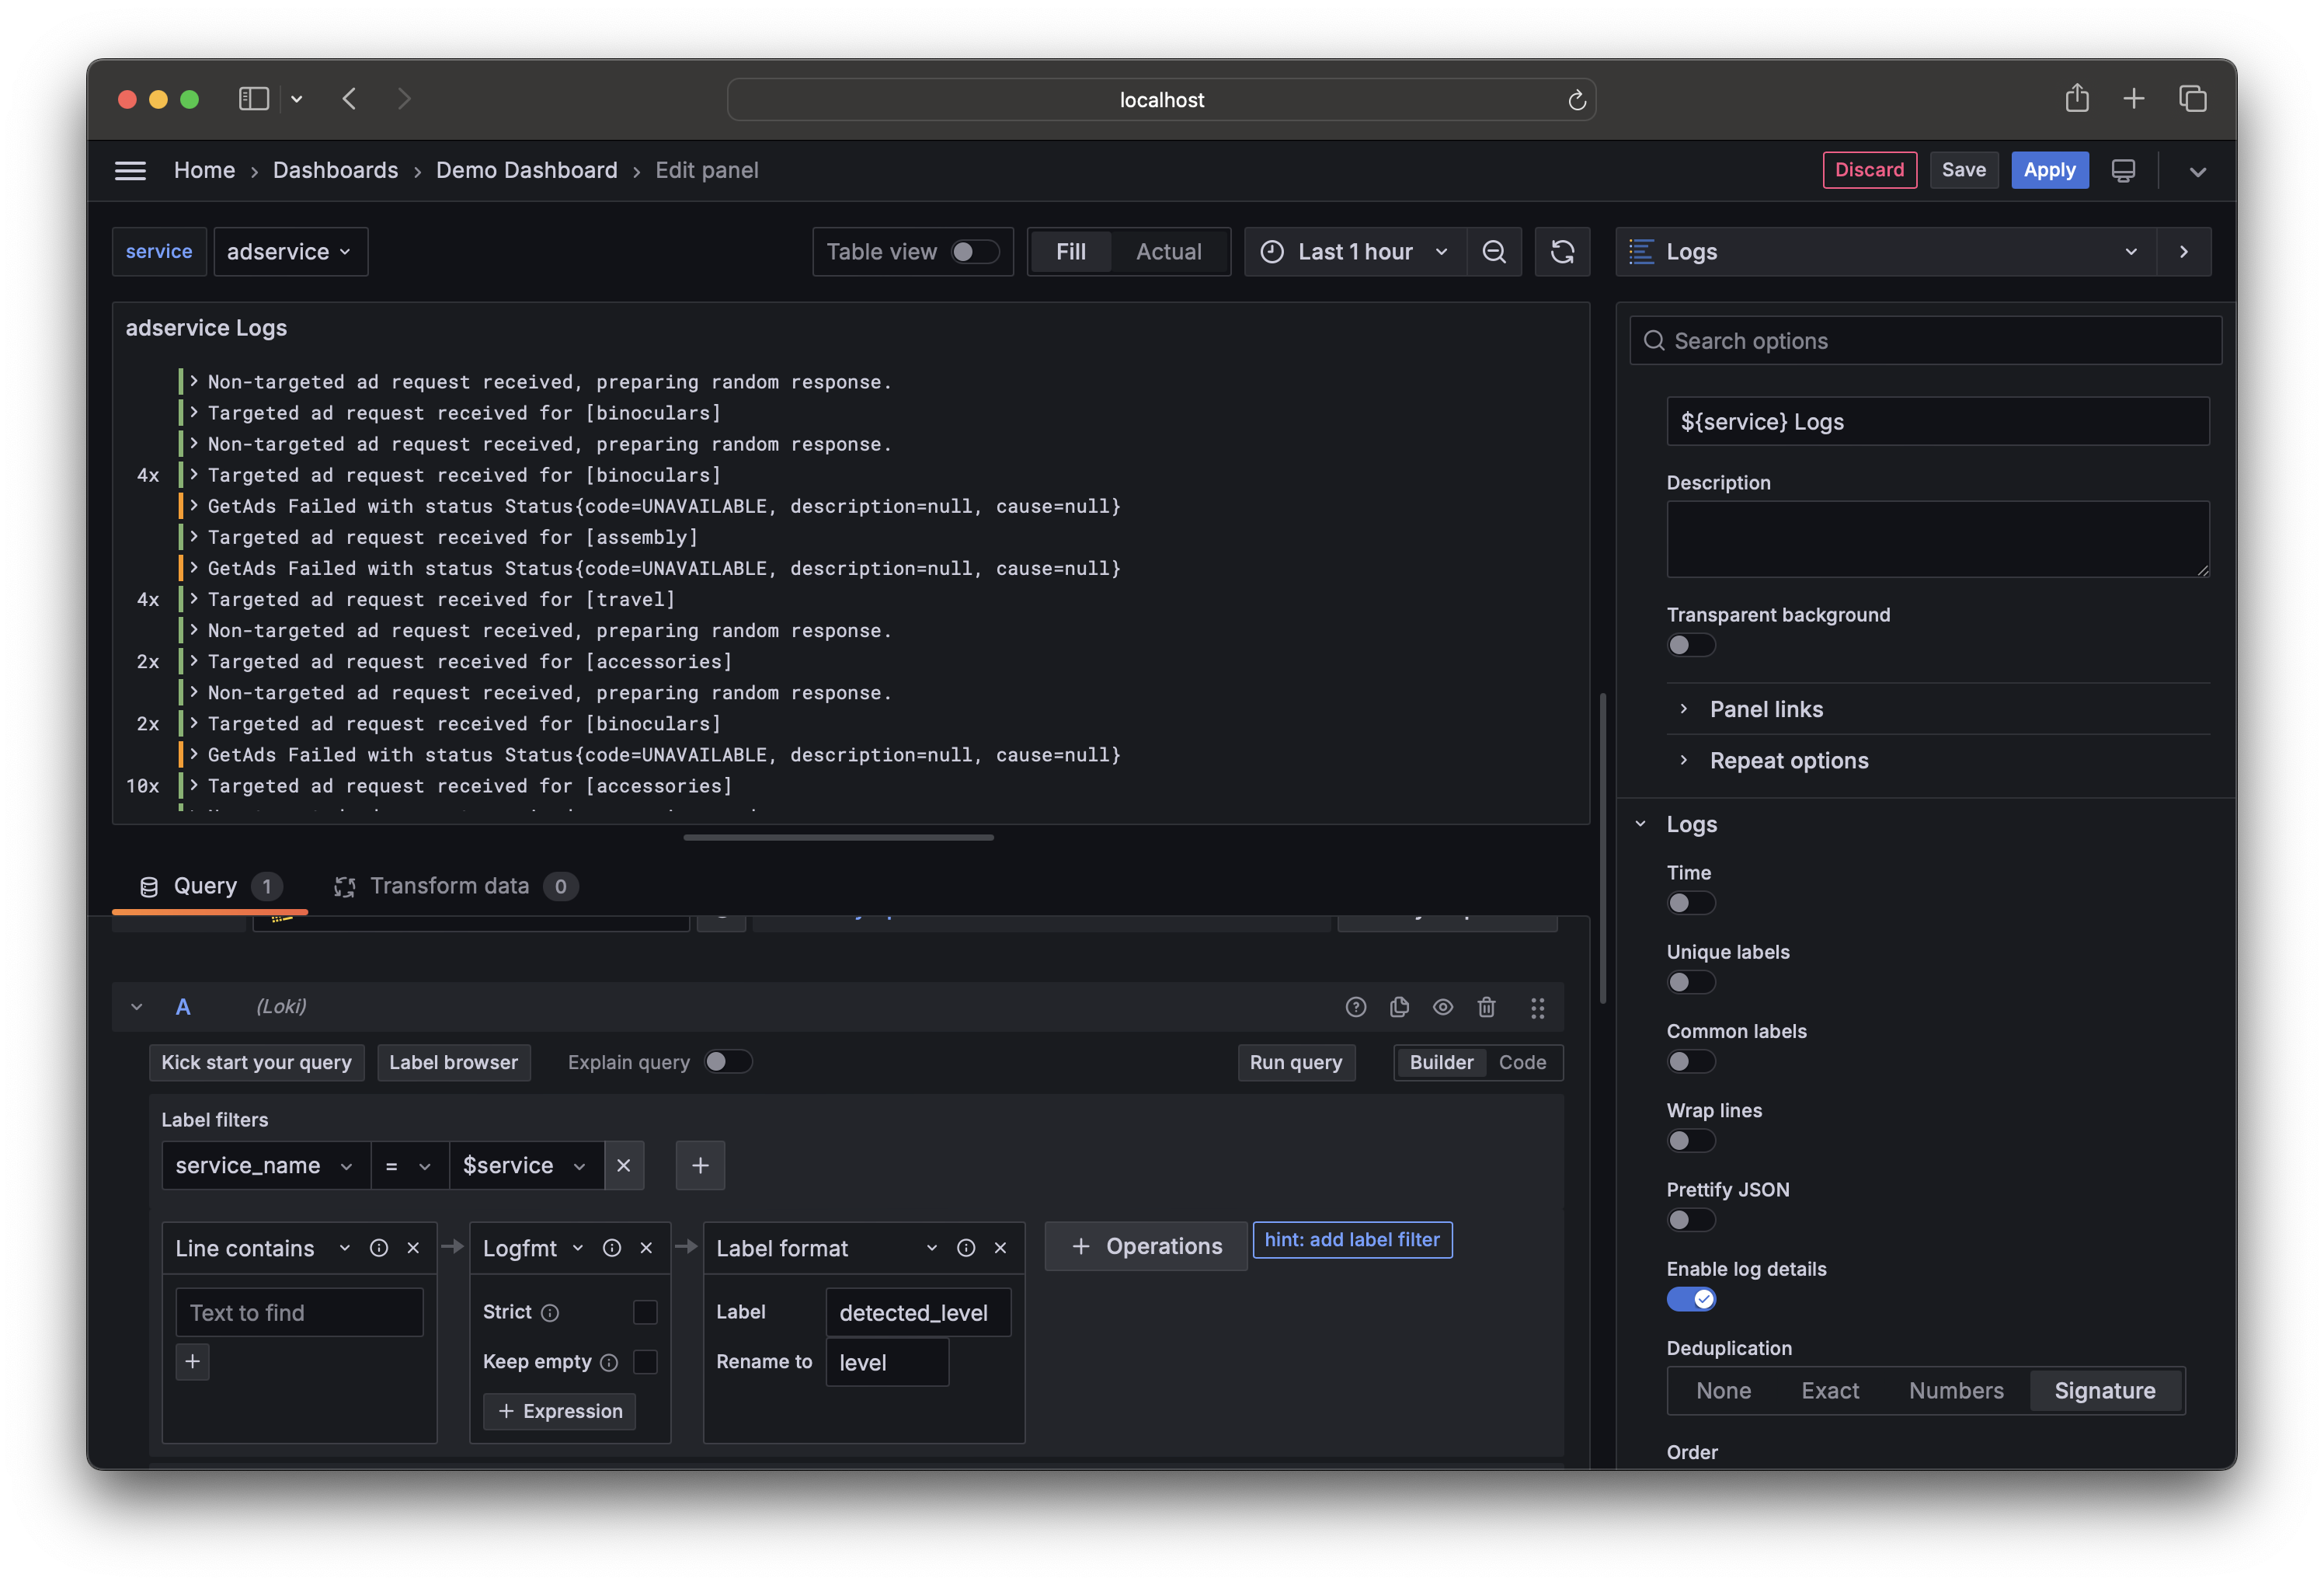 localhost
Home › Dashboards › Demo Dashboard › Edit panel
Discard
Save
Apply
service
adservice
Table view
Fill
Actual
Last 1 hour
Logs
adservice Logs
Non-targeted ad request received, preparing random response.
Targeted ad request received for [binoculars]
Non-targeted ad request received, preparing random response.
4x Targeted ad request received for [binoculars]
GetAds Failed with status Status{code=UNAVAILABLE, description=null, cause=null}
Targeted ad request received for [assembly]
GetAds Failed with status Status{code=UNAVAILABLE, description=null, cause=null}
4x Targeted ad request received for [travel]
Non-targeted ad request received, preparing random response.
2x Targeted ad request received for [accessories]
Non-targeted ad request received, preparing random response.
2x Targeted ad request received for [binoculars]
GetAds Failed with status Status{code=UNAVAILABLE, description=null, cause=null}
10x Targeted ad request received for [accessories]
Query 1
Transform data 0
A (Loki)
Kick start your query
Label browser
Explain query
Run query
Builder
Code
Label filters
service_name
=
$service
Line contains
Text to find
Logfmt
Strict
Keep empty
+ Expression
Label format
Label detected_level
Rename to level
+ Operations
hint: add label filter
Search options
${service} Logs
Description
Transparent background
Panel links
Repeat options
Logs
Time
Unique labels
Common labels
Wrap lines
Prettify JSON
Enable log details
Deduplication
None
Exact
Numbers
Signature
Order